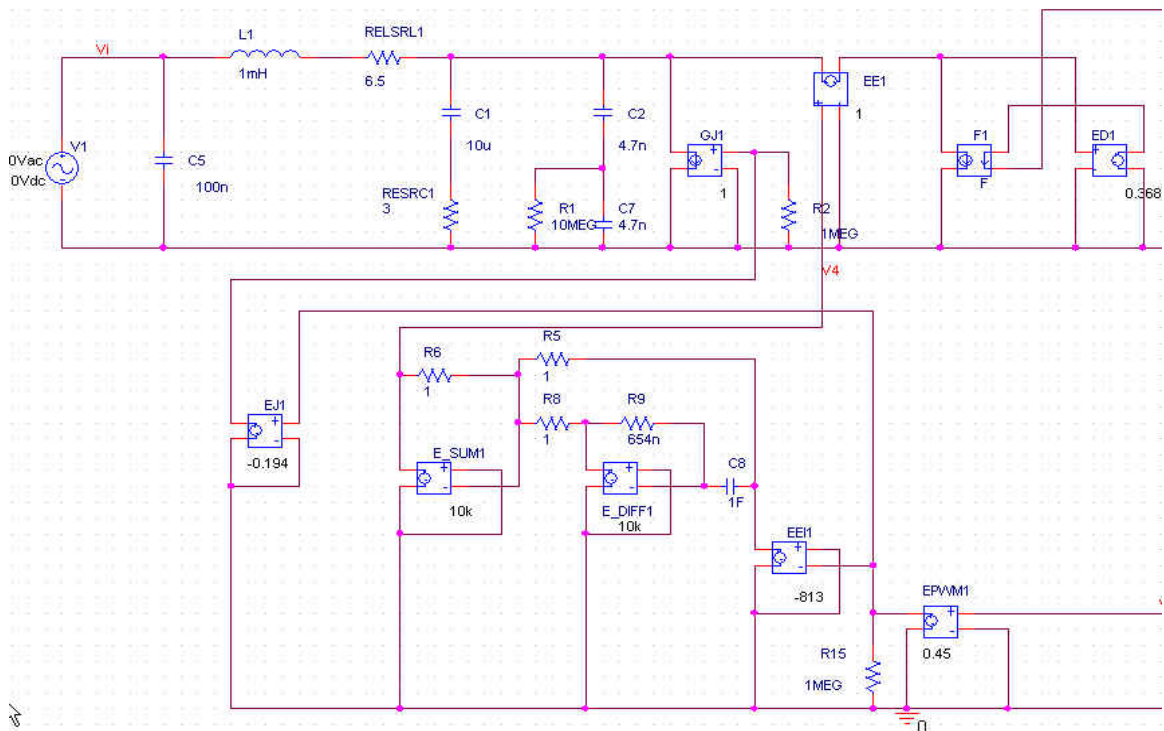 L1
RELSRL1
Vi
1mH
6.5
EE1
V1
0Vac
0Vdc
C5
100n
C1
10u
C2
4.7n
GJ1
1
1
F1
F
ED1
0.368
RESRC1
3
R1
10MEG
C7
4.7n
R2
1MEG
V4
R6
1
R5
1
R8
1
R9
654n
EJ1
-0.194
E_SUM1
10k
E_DIFF1
10k
C8
1F
EEI1
-813
EPWM1
0.45
R15
1MEG
0